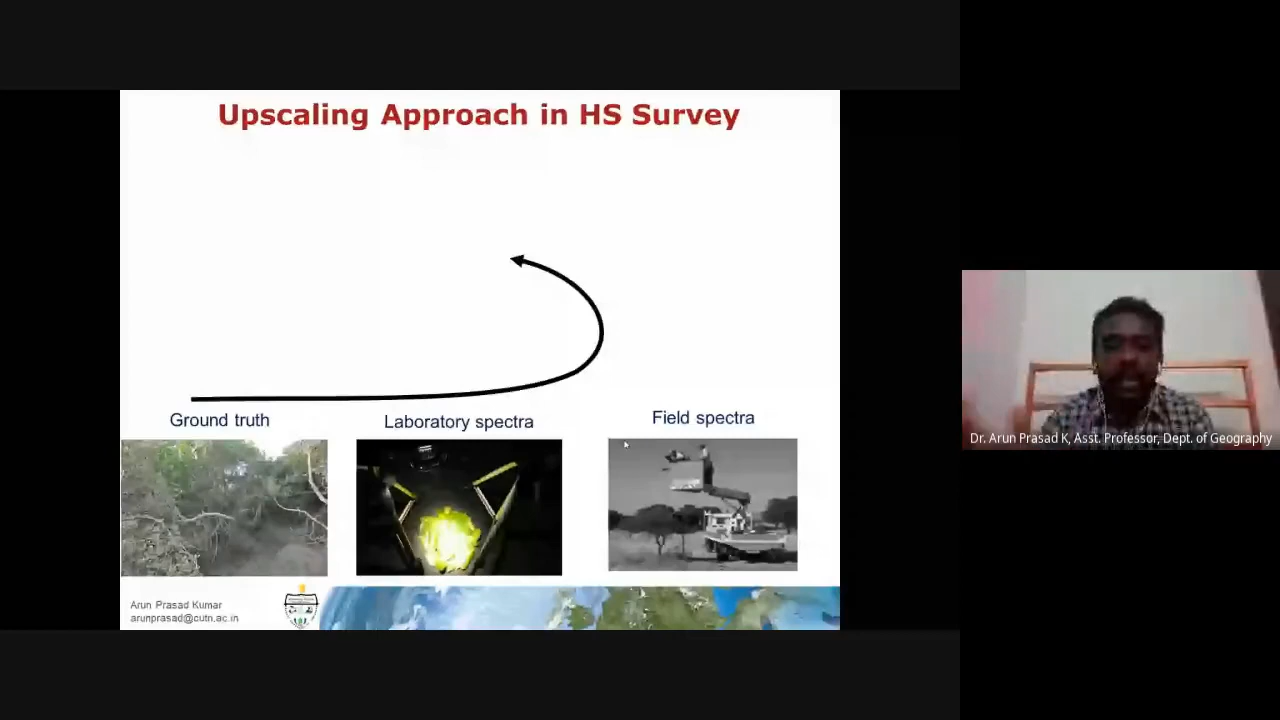 Upscaling Approach in HS Survey
Ground truth
Laboratory spectra
Field spectra
Arun Prasad Kumar
arunprasad@cutn.ac.in
Dr. Arun Prasad K, Asst. Professor, Dept. of Geography